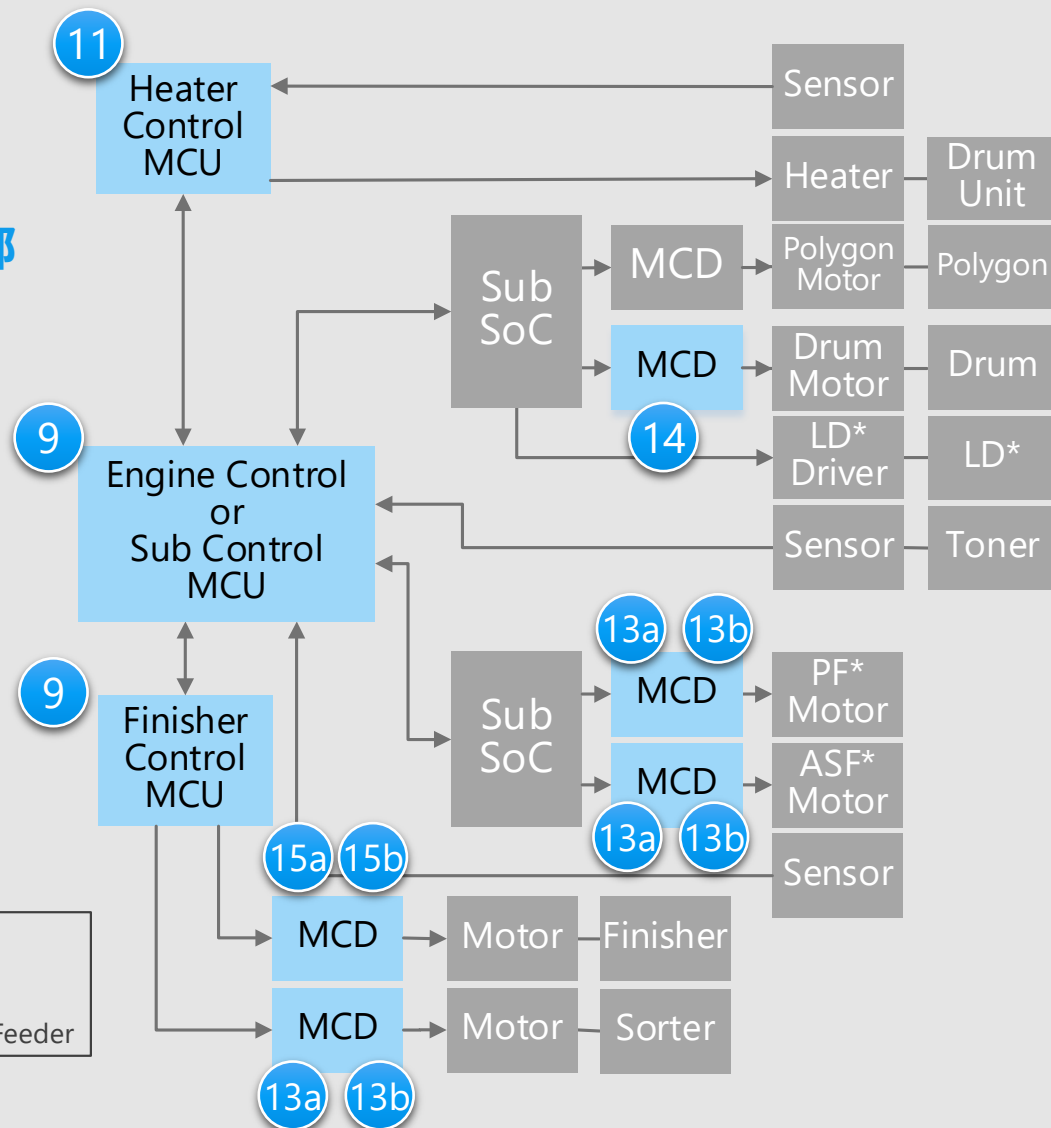 11
Heater
Control
MCU
Sensor
Heater
Drum
Unit
部
Sub
SoC
MCD
Polygon
Motor
Polygon
MCD
14
Drum
Motor
Drum
LD*
Driver
LD*
9
Engine Control
or
Sub Control
MCU
Sensor
Toner
13a
13b
MCD
PF*
Motor
9
Finisher
Control
MCU
Sub
SoC
MCD
ASF*
Motor
13a
13b
15a
15b
Sensor
MCD
Motor
Finisher
MCD
Motor
Sorter
Feeder
13a
13b